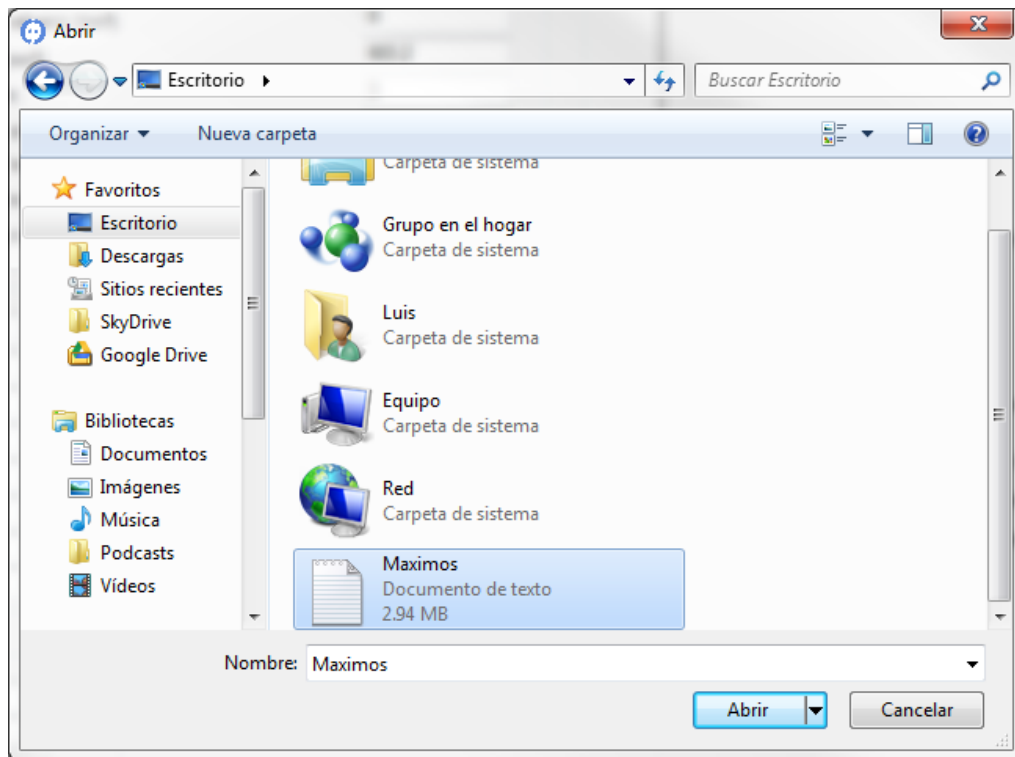 Abrir
Escritorio
Buscar Escritorio
Organizar
Nueva carpeta
Favoritos
Escritorio
Descargas
Sitios recientes
SkyDrive
Google Drive
Bibliotecas
Documentos
Imágenes
Música
Podcasts
Vídeos
Carpeta de sistema
Grupo en el hogar
Carpeta de sistema
Luis
Carpeta de sistema
Equipo
Carpeta de sistema
Red
Carpeta de sistema
Maximos
Documento de texto
2.94 MB
Nombre: Maximos
Abrir
Cancelar